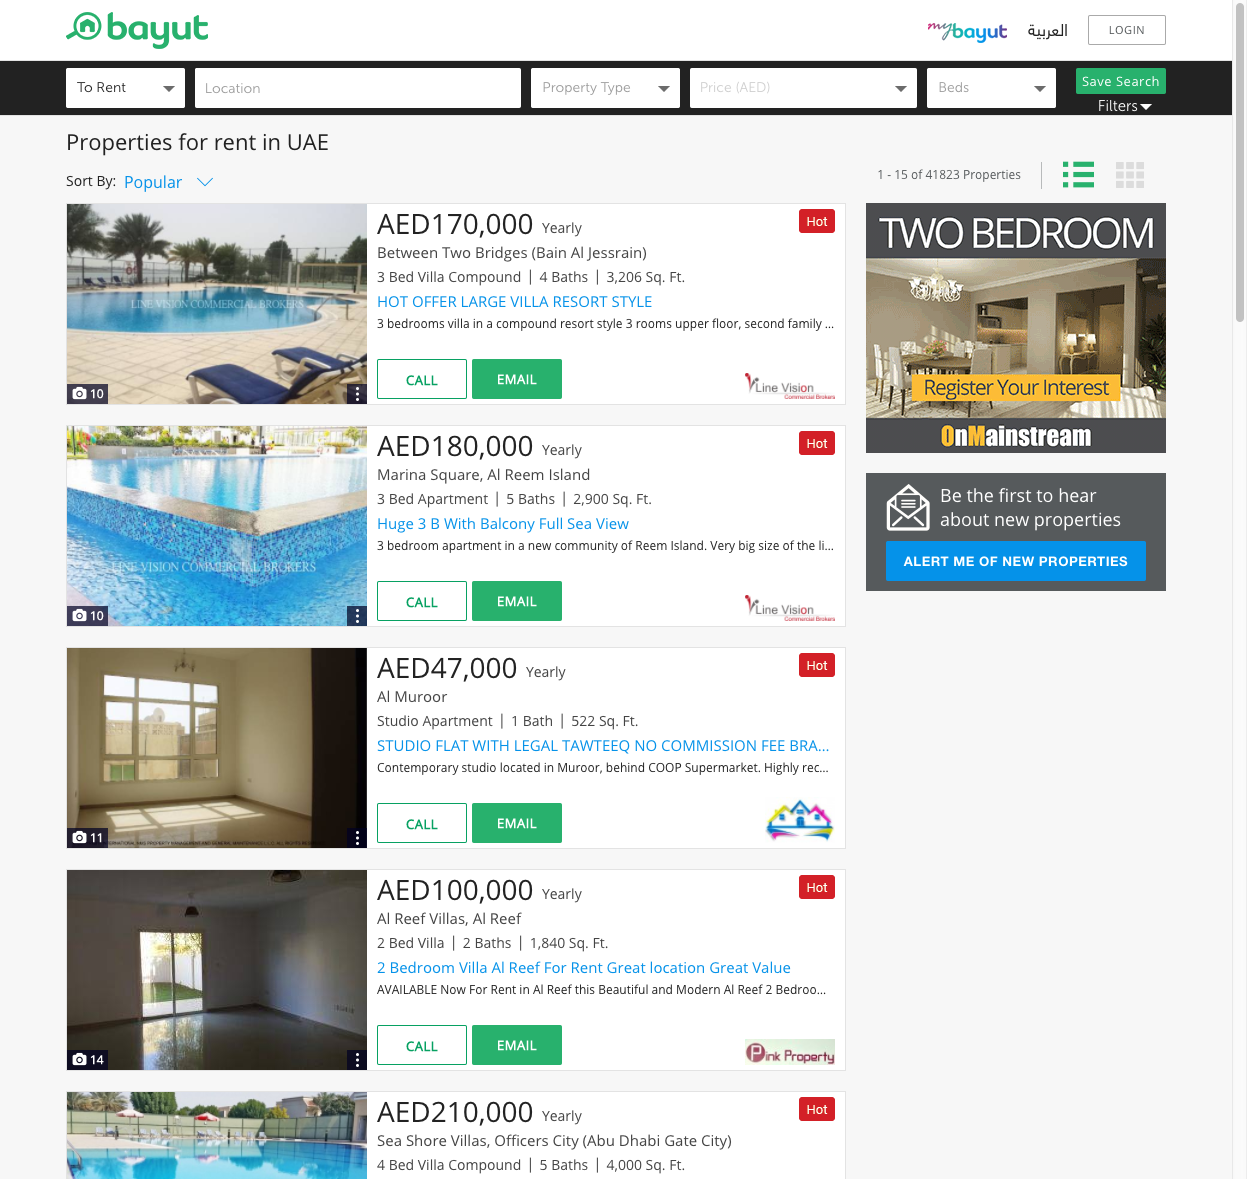 bayut
mybayut
العربية
LOGIN
To Rent
Location
Property Type
Price (AED)
Beds
Save Search
Filters
Properties for rent in UAE
Sort By: Popular
1 - 15 of 41823 Properties
LINE VISION COMMERCIAL BROKERS
10
AED170,000 Yearly
Hot
Between Two Bridges (Bain Al Jessrain)
3 Bed Villa Compound | 4 Baths | 3,206 Sq. Ft.
HOT OFFER LARGE VILLA RESORT STYLE
3 bedrooms villa in a compound resort style 3 rooms upper floor, second family ...
CALL
EMAIL
Line Vision
Commercial Brokers
LINE VISION COMMERCIAL BROKERS
10
AED180,000 Yearly
Hot
Marina Square, Al Reem Island
3 Bed Apartment | 5 Baths | 2,900 Sq. Ft.
Huge 3 B With Balcony Full Sea View
3 bedroom apartment in a new community of Reem Island. Very big size of the li...
CALL
EMAIL
Line Vision
Commercial Brokers
11
AED47,000 Yearly
Hot
Al Muroor
Studio Apartment | 1 Bath | 522 Sq. Ft.
STUDIO FLAT WITH LEGAL TAWTEEQ NO COMMISSION FEE BRA...
Contemporary studio located in Muroor, behind COOP Supermarket. Highly rec...
CALL
EMAIL
14
AED100,000 Yearly
Hot
Al Reef Villas, Al Reef
2 Bed Villa | 2 Baths | 1,840 Sq. Ft.
2 Bedroom Villa Al Reef For Rent Great location Great Value
AVAILABLE Now For Rent in Al Reef this Beautiful and Modern Al Reef 2 Bedroo...
CALL
EMAIL
Pink Property
AED210,000 Yearly
Hot
Sea Shore Villas, Officers City (Abu Dhabi Gate City)
4 Bed Villa Compound | 5 Baths | 4,000 Sq. Ft.
TWO BEDROOM
Register Your Interest
OnMainstream
Be the first to hear
about new properties
ALERT ME OF NEW PROPERTIES